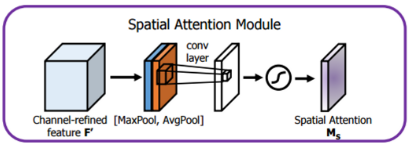 Spatial Attention Module
conv
layer
Channel-refined
feature F'
[MaxPool, AvgPool]
Spatial Attention
Ms